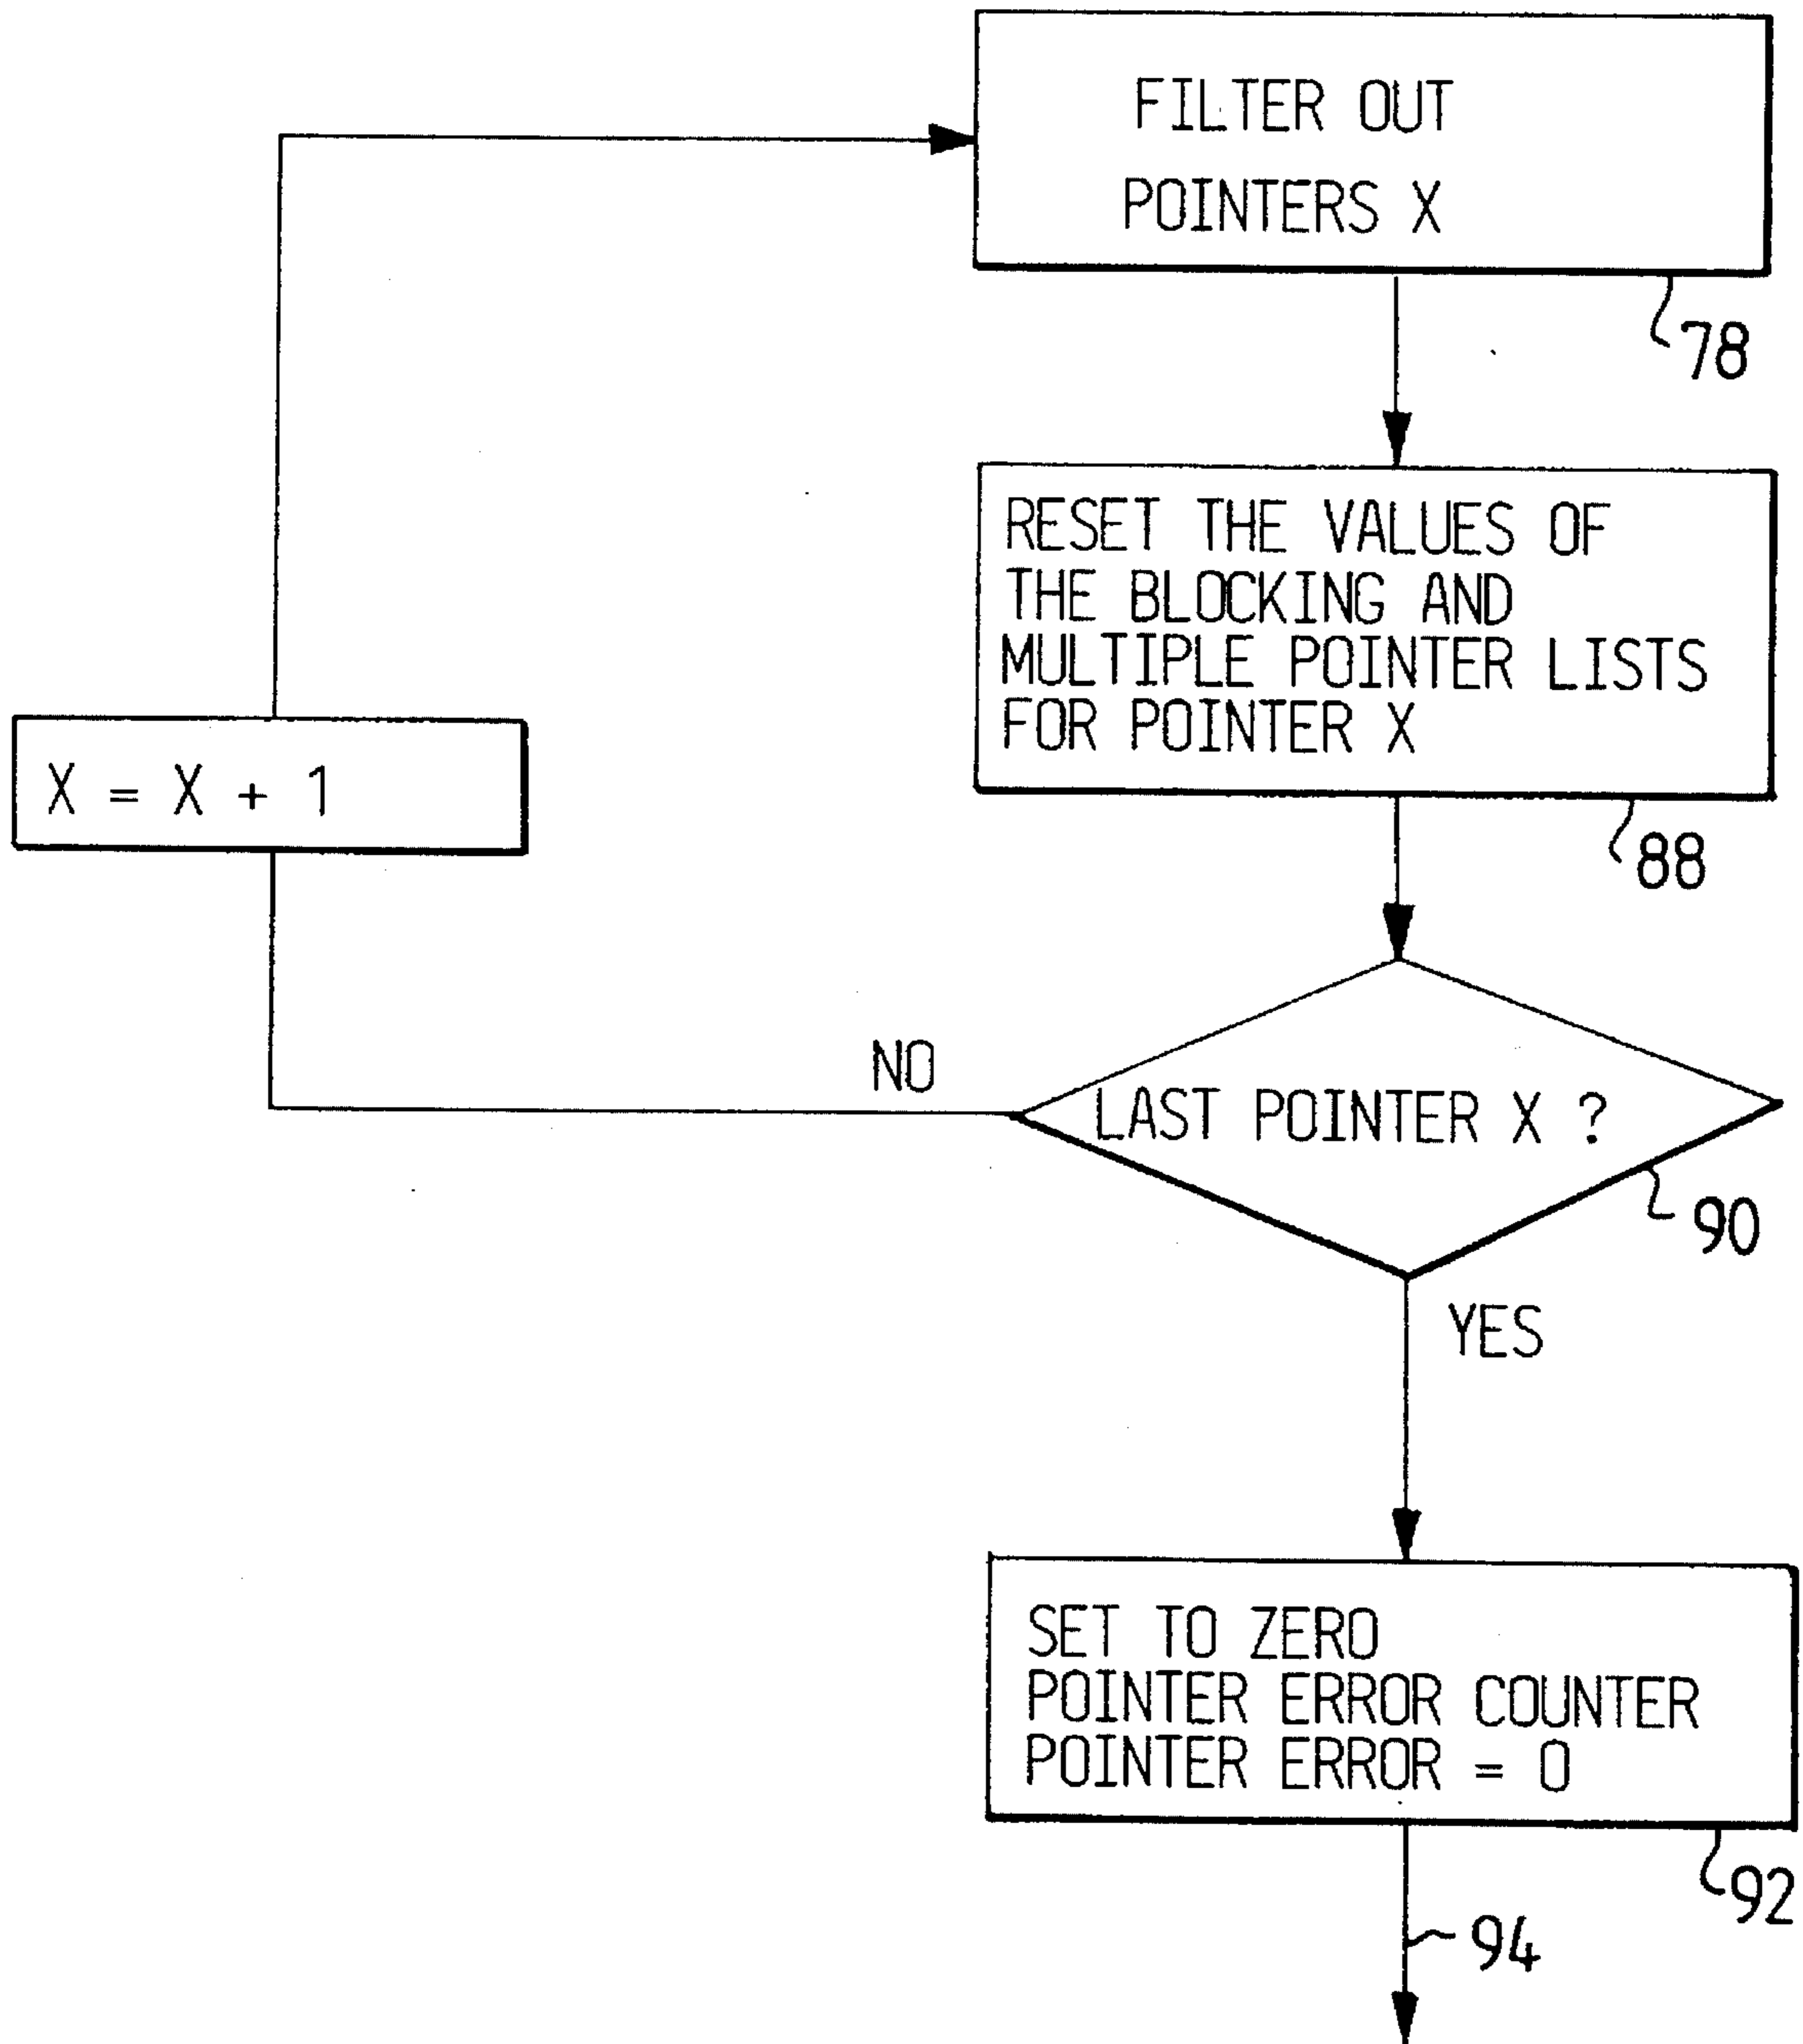 FILTER OUT
POINTERS X
78
RESET THE VALUES OF
THE BLOCKING AND
MULTIPLE POINTER LISTS
FOR POINTER X
88
X = X + 1
NO
LAST POINTER X ?
90
YES
SET TO ZERO
POINTER ERROR COUNTER
POINTER ERROR = 0
92
94